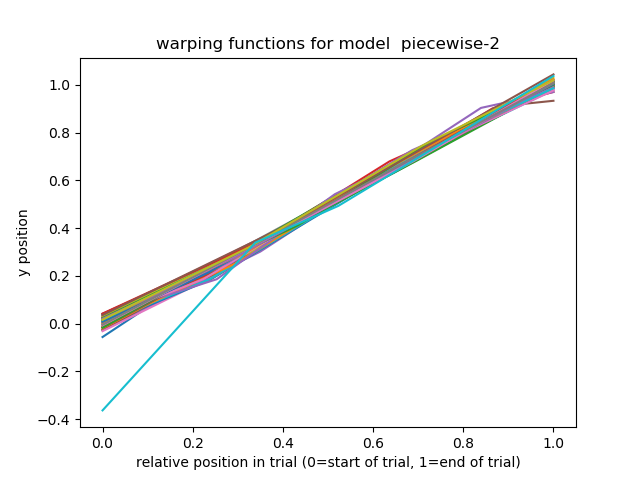 warping functions for model  piecewise-2
1.0
0.8
0.6
0.4
0.2
0.0
−0.2
−0.4
y position
0.0 0.2 0.4 0.6 0.8 1.0
relative position in trial (0=start of trial, 1=end of trial)